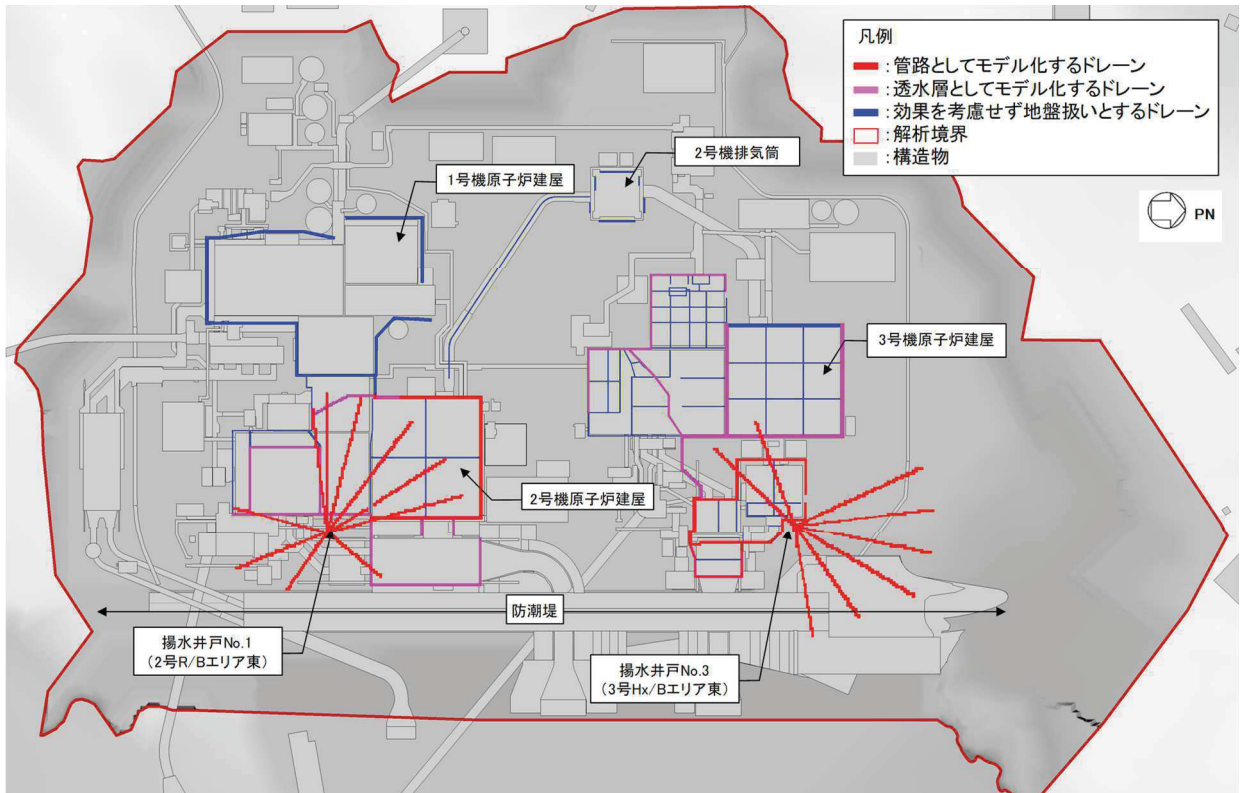 凡例
:管路としてモデル化するドレーン
:透水層としてモデル化するドレーン
:効果を考慮せず地盤扱いとするドレーン
:解析境界
:構造物
PN
2号機排気筒
1号機原子炉建屋
3号機原子炉建屋
2号機原子炉建屋
防潮堤
揚水井戸No.1
(2号R/Bエリア東)
揚水井戸No.3
(3号Hx/Bエリア東)